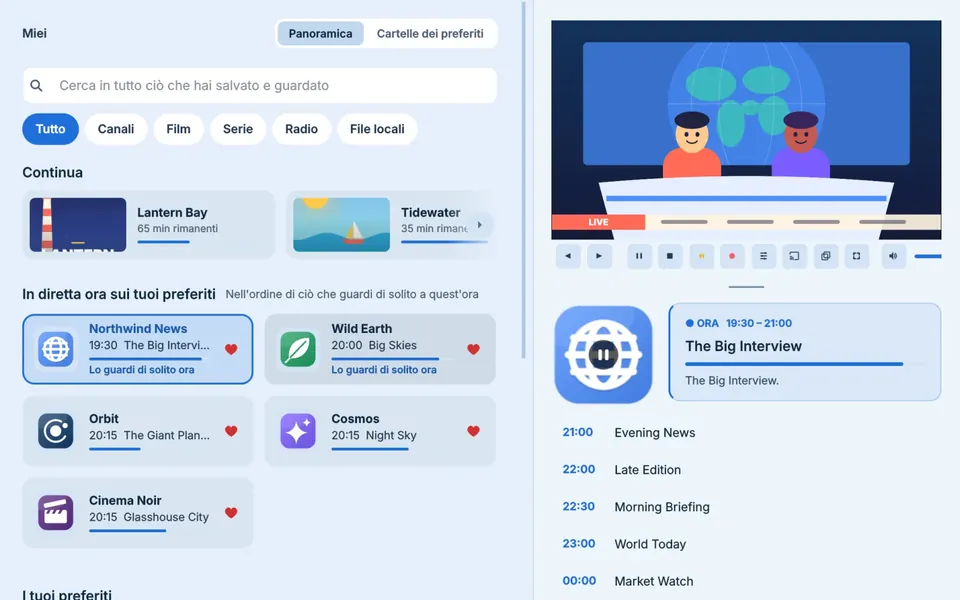 Miei
Panoramica
Cartelle dei preferiti
Cerca in tutto ciò che hai salvato e guardato
Tutto
Canali
Film
Serie
Radio
File locali
Continua
Lantern Bay
65 min rimanenti
Tidewater
35 min
In diretta ora sui tuoi preferiti
Nell'ordine di ciò che guardi di solito a quest'ora
Northwind News
19:30 The Big Intervi...
Lo guardi di solito ora
Wild Earth
20:00 Big Skies
Lo guardi di solito ora
Orbit
20:15 The Giant Plan...
Cosmos
20:15 Night Sky
Cinema Noir
20:15 Glasshouse City
I tuoi preferiti
LIVE
ORA 19:30 – 21:00
The Big Interview
The Big Interview.
21:00 Evening News
22:00 Late Edition
22:30 Morning Briefing
23:00 World Today
00:00 Market Watch